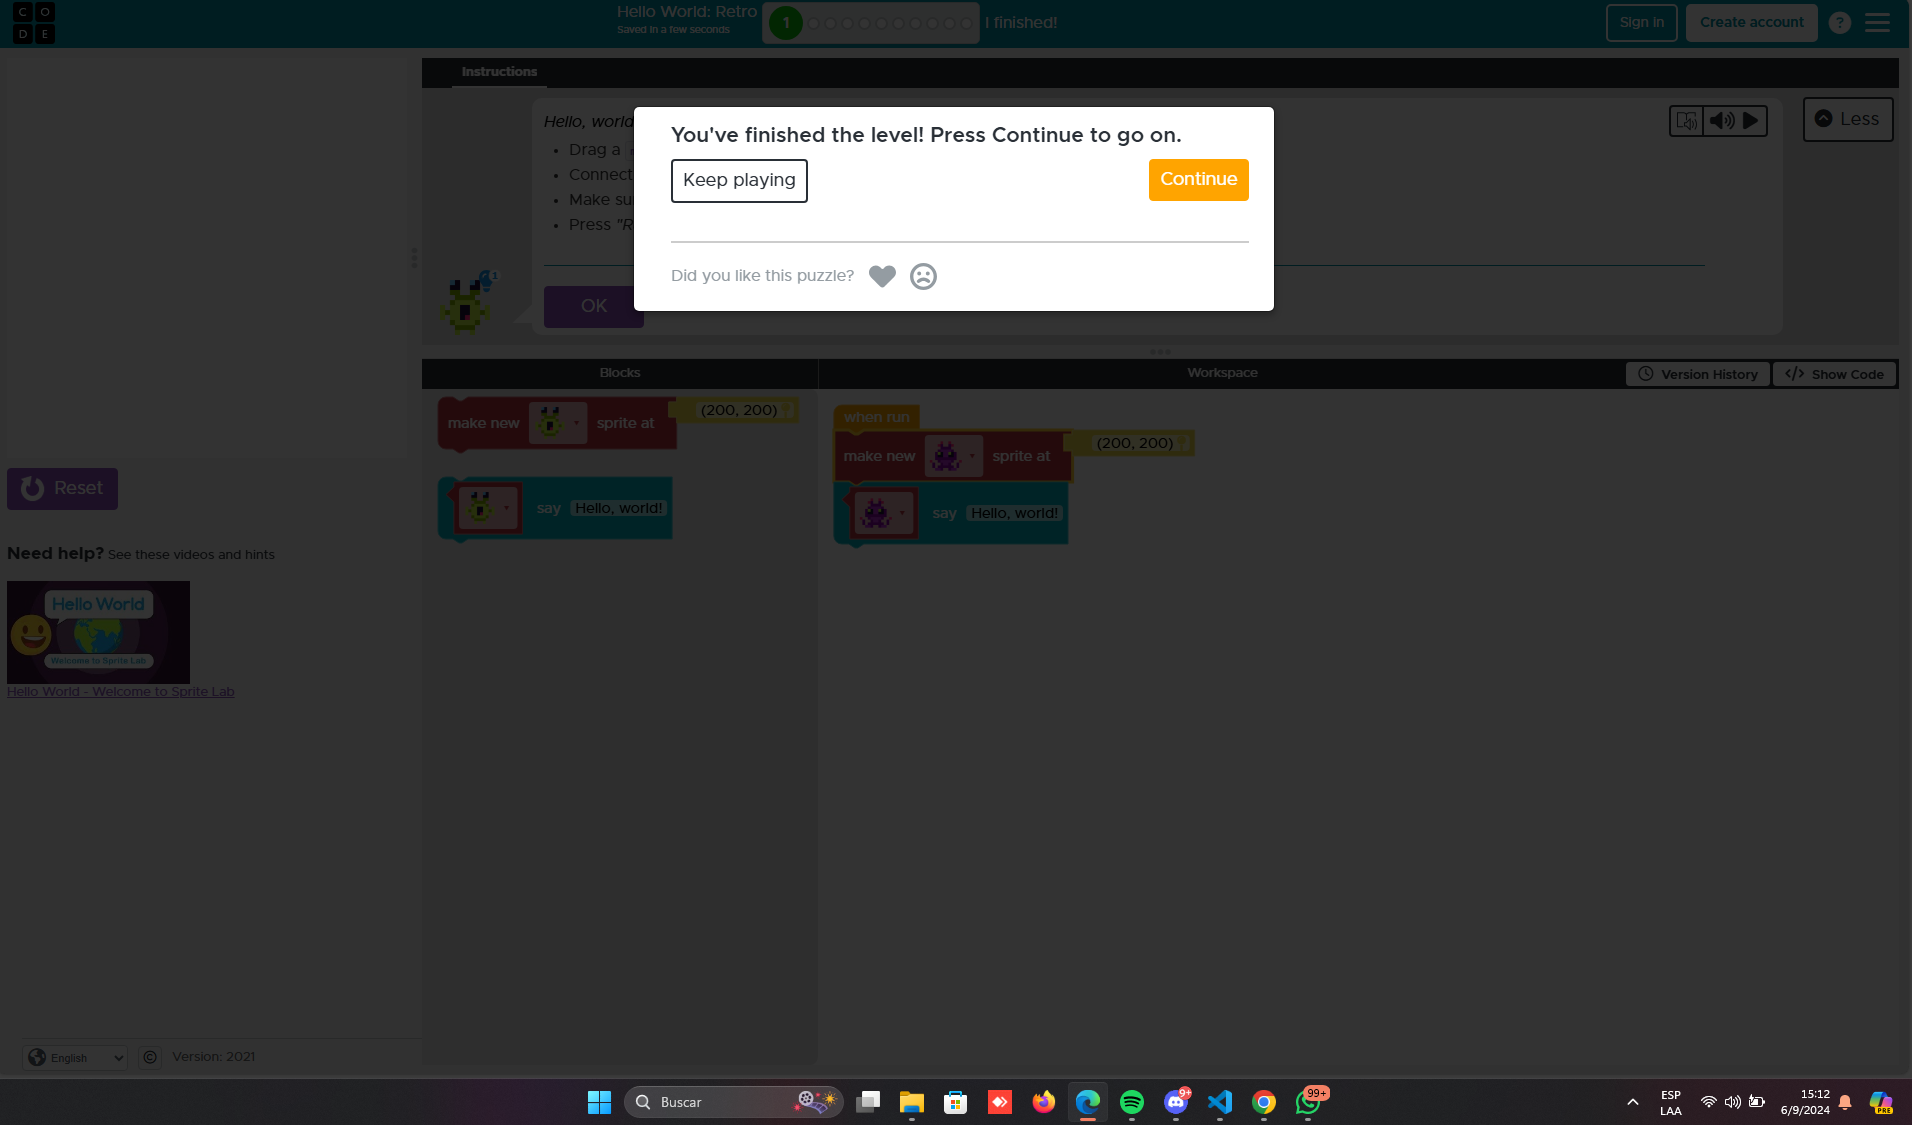 C O
D E
Hello World: Retro
Saved in a few seconds
1
I finished!
Sign in
Create account
?
Instructions
Hello, world
Drag a
Connect
Make su
Press "R
1
OK
Less
You've finished the level! Press Continue to go on.
Keep playing
Continue
Did you like this puzzle?
Blocks
Workspace
Version History
</> Show Code
make new
sprite at
(200, 200)
say
Hello, world!
when run
make new
sprite at
(200, 200)
say
Hello, world!
Reset
Need help? See these videos and hints
Hello World
Welcome to Sprite Lab
Hello World - Welcome to Sprite Lab
English
©
Version: 2021
Buscar
9+
99+
ESP
LAA
15:12
6/9/2024
PRE